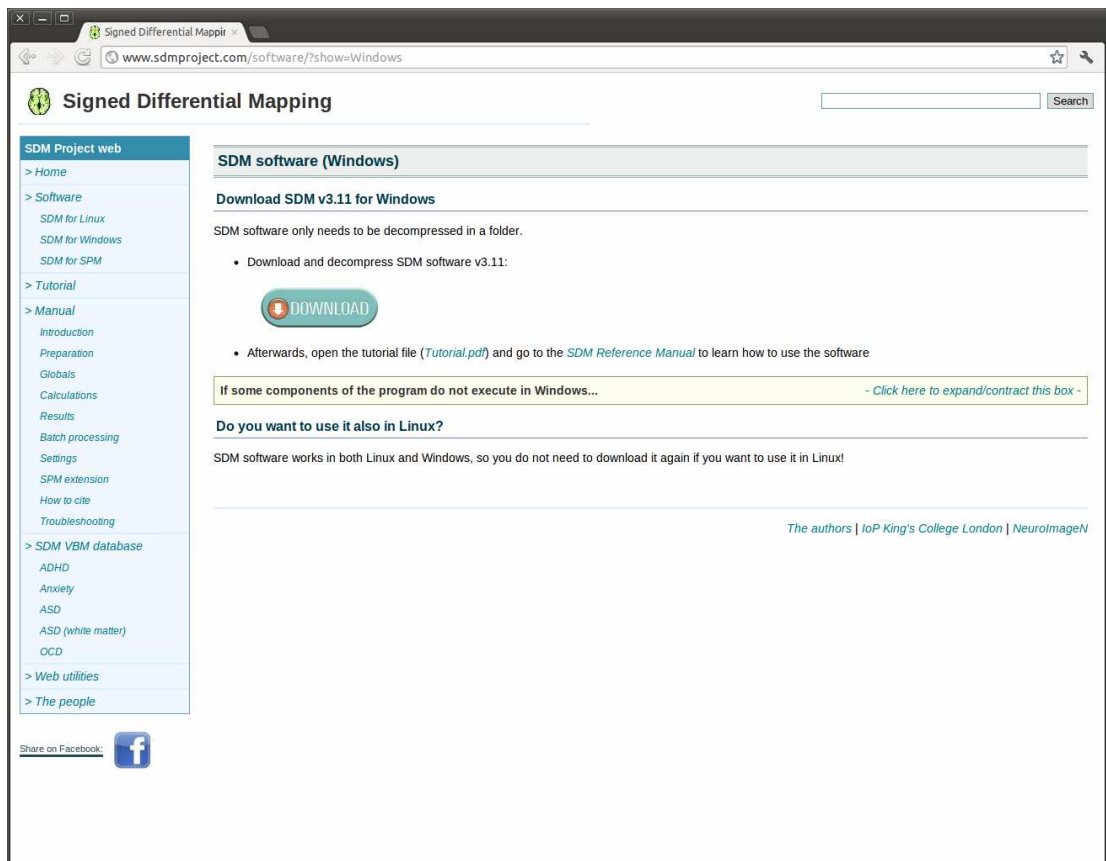 Signed Differential Mappin
www.sdmproject.com/software/?show=Windows
Signed Differential Mapping
Search
SDM Project web
> Home
> Software
SDM for Linux
SDM for Windows
SDM for SPM
> Tutorial
> Manual
Introduction
Preparation
Globals
Calculations
Results
Batch processing
Settings
SPM extension
How to cite
Troubleshooting
> SDM VBM database
ADHD
Anxiety
ASD
ASD (white matter)
OCD
> Web utilities
> The people
Share on Facebook:
f
SDM software (Windows)
Download SDM v3.11 for Windows
SDM software only needs to be decompressed in a folder.
• Download and decompress SDM software v3.11:
DOWNLOAD
• Afterwards, open the tutorial file (Tutorial.pdf) and go to the SDM Reference Manual to learn how to use the software
If some components of the program do not execute in Windows... - Click here to expand/contract this box -
Do you want to use it also in Linux?
SDM software works in both Linux and Windows, so you do not need to download it again if you want to use it in Linux!
The authors | IoP King's College London | NeuroImageN